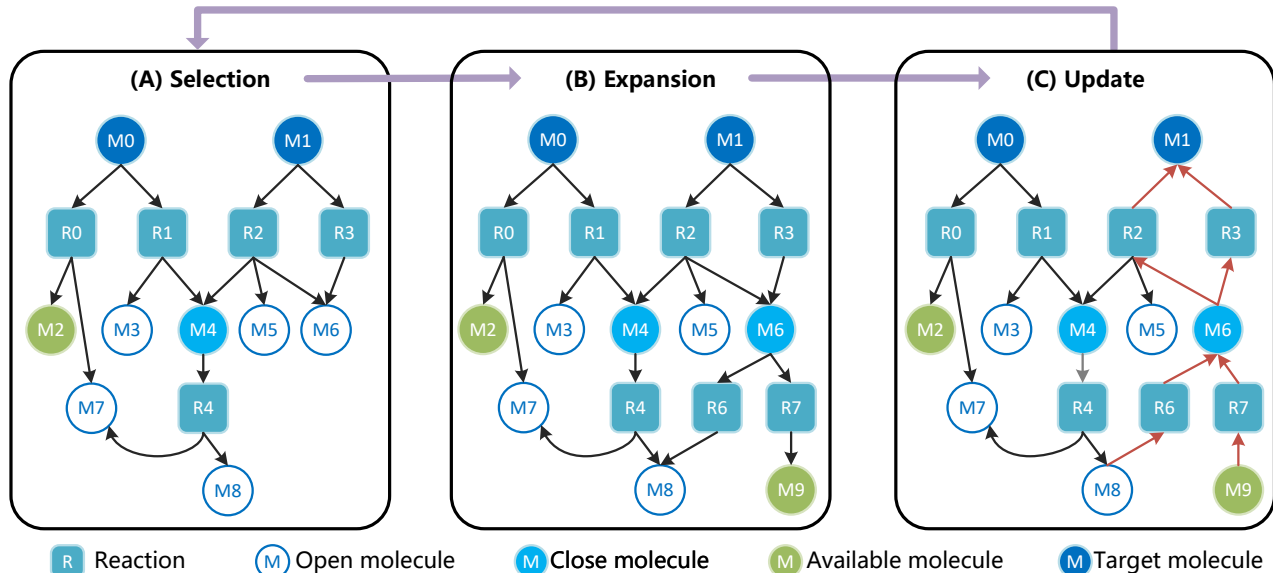 (A) Selection
(B) Expansion
(C) Update
M0 M1
R0 R1 R2 R3
M2 M3 M4 M5 M6
M7 R4
M8
M0 M1
R0 R1 R2 R3
M2 M3 M4 M5 M6
M7 R4 R6 R7
M8 M9
M0 M1
R0 R1 R2 R3
M2 M3 M4 M5 M6
M7 R4 R6 R7
M8 M9
R Reaction
M Open molecule
M Close molecule
M Available molecule
M Target molecule